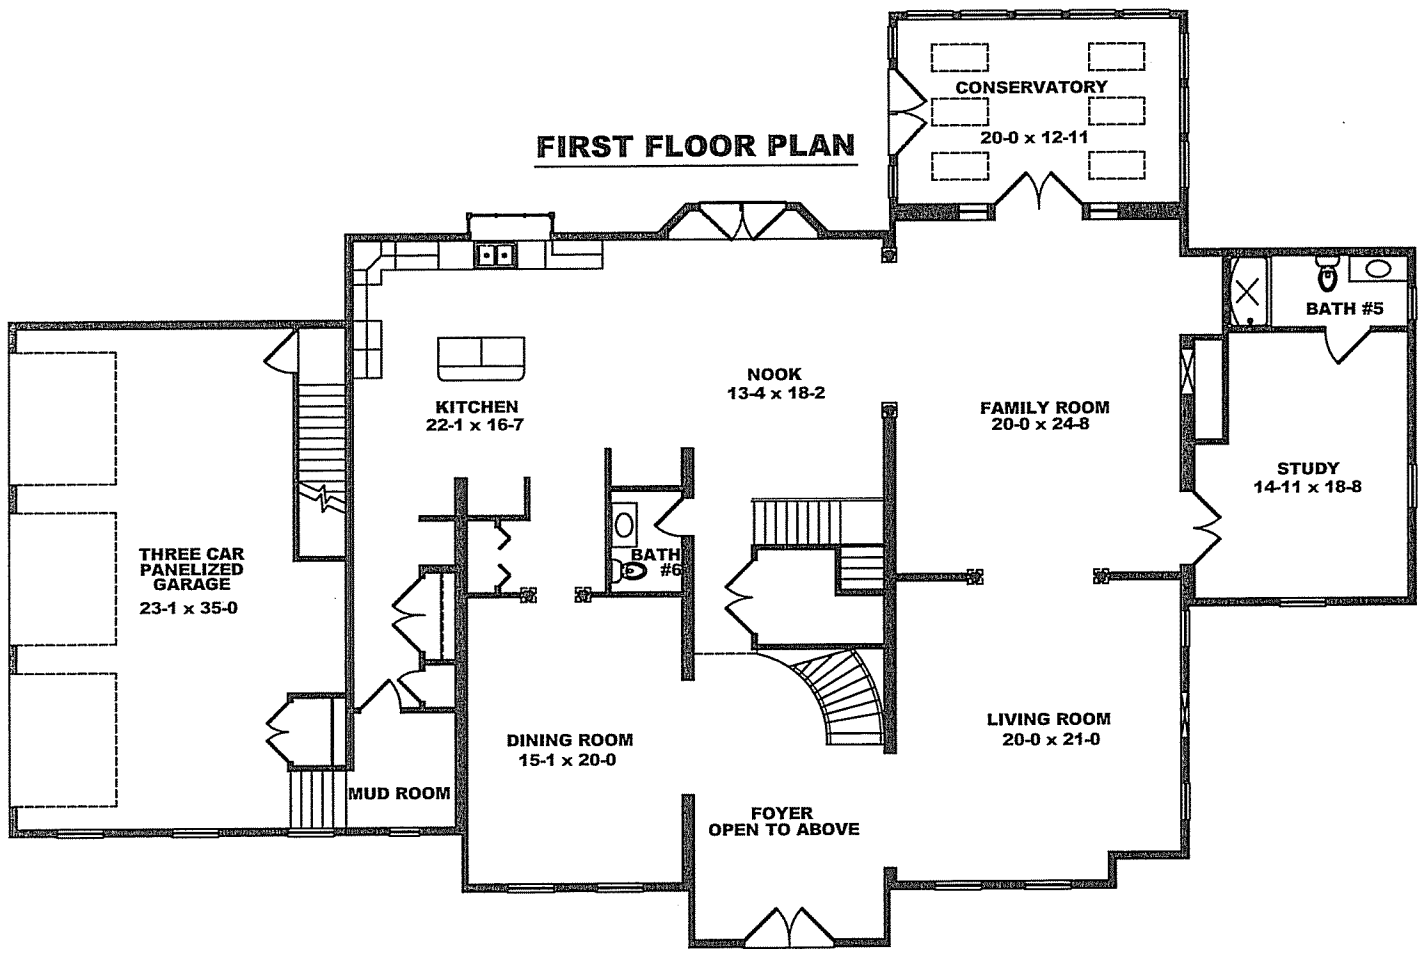 FIRST FLOOR PLAN
CONSERVATORY
20-0 x 12-11
BATH #5
NOOK
13-4 x 18-2
KITCHEN
22-1 x 16-7
FAMILY ROOM
20-0 x 24-8
STUDY
14-11 x 18-8
THREE CAR
PANELIZED
GARAGE
23-1 x 35-0
BATH
#6
DINING ROOM
15-1 x 20-0
LIVING ROOM
20-0 x 21-0
MUD ROOM
FOYER
OPEN TO ABOVE